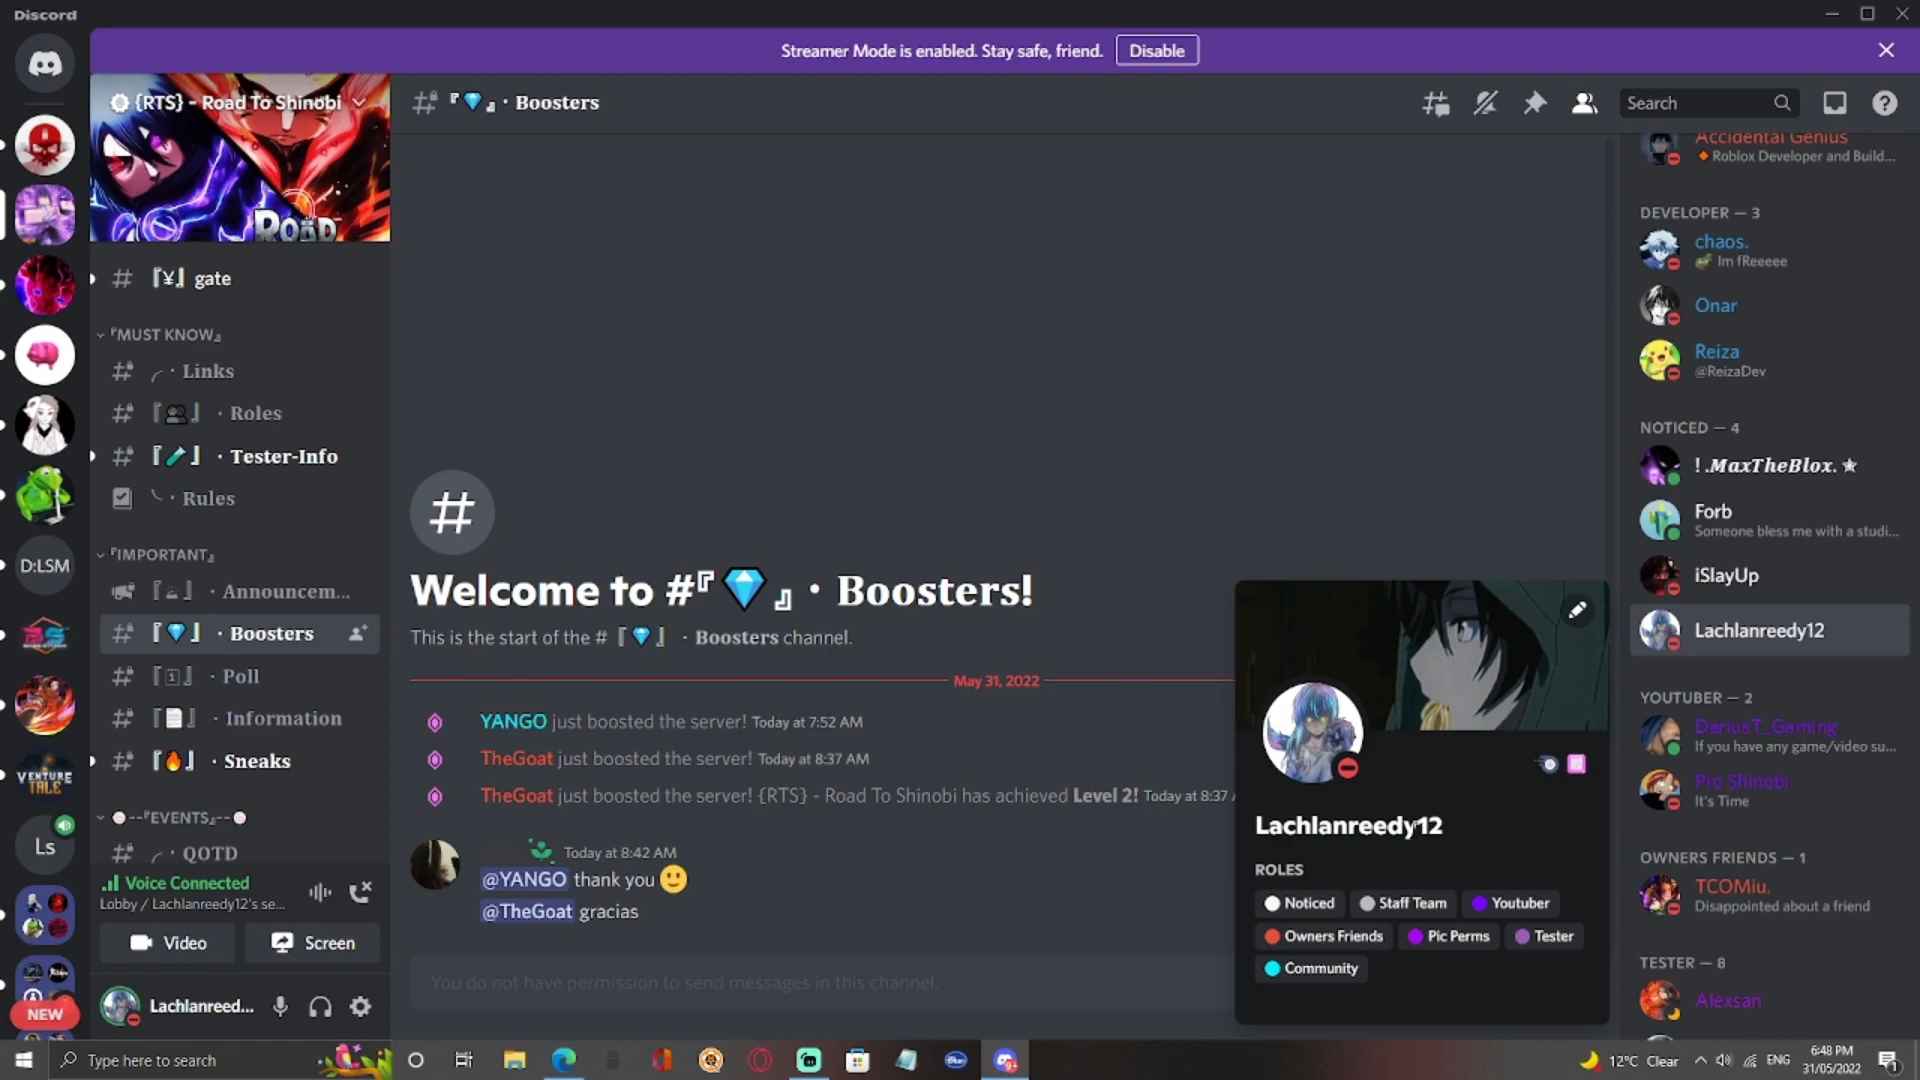 Discord
Streamer Mode is enabled. Stay safe, friend. Disable
{RTS} - Road To Shinobi
ROAD
# 『💎』· Boosters
Search
# 『¥』 gate
『MUST KNOW』
╭ · Links
『👥』 · Roles
『🧪』 · Tester-Info
╰ · Rules
『IMPORTANT』
· Announcem...
『💎』 · Boosters
『1』 · Poll
『📄』 · Information
『🔥』 · Sneaks
--『EVENTS』--
╭ · QOTD
D:LSM
VENTURE TALE
Ls
NEW
Voice Connected
Lobby / Lachlanreedy12's se...
Video
Screen
Lachlanreed...
Welcome to #『💎』· Boosters!
This is the start of the #『💎』 · Boosters channel.
May 31, 2022
YANGO just boosted the server! Today at 7:52 AM
TheGoat just boosted the server! Today at 8:37 AM
TheGoat just boosted the server! {RTS} - Road To Shinobi has achieved Level 2! Today at 8:37
Today at 8:42 AM
@YANGO thank you 🙂
@TheGoat gracias
You do not have permission to send messages in this channel.
Lachlanreedy12
ROLES
Noticed
Staff Team
Youtuber
Owners Friends
Pic Perms
Tester
Community
Accidental Genius
Roblox Developer and Build...
DEVELOPER — 3
chaos.
Im fReeeee
Onar
Reiza
@ReizaDev
NOTICED — 4
! .MaxTheBlox. ★
Forb
Someone bless me with a studi...
iSlayUp
Lachlanreedy12
YOUTUBER — 2
DariusT_Gaming
If you have any game/video su...
Pro Shinobi
It's Time
OWNERS FRIENDS — 1
TCOMiu.
Disappointed about a friend
TESTER — 8
Alexsan
Type here to search
12°C Clear
ENG
6:48 PM
31/05/2022